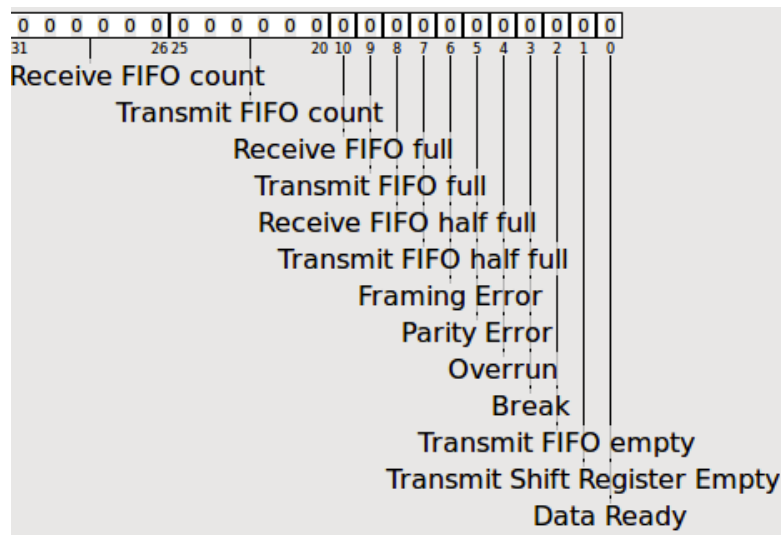 0 0 0 0 0 0 0 0 0 0 0 0 0 0 0 0 0 0 0 0 0 0 0
31 26 25 20 10 9 8 7 6 5 4 3 2 1 0
Receive FIFO count
Transmit FIFO count
Receive FIFO full
Transmit FIFO full
Receive FIFO half full
Transmit FIFO half full
Framing Error
Parity Error
Overrun
Break
Transmit FIFO empty
Transmit Shift Register Empty
Data Ready